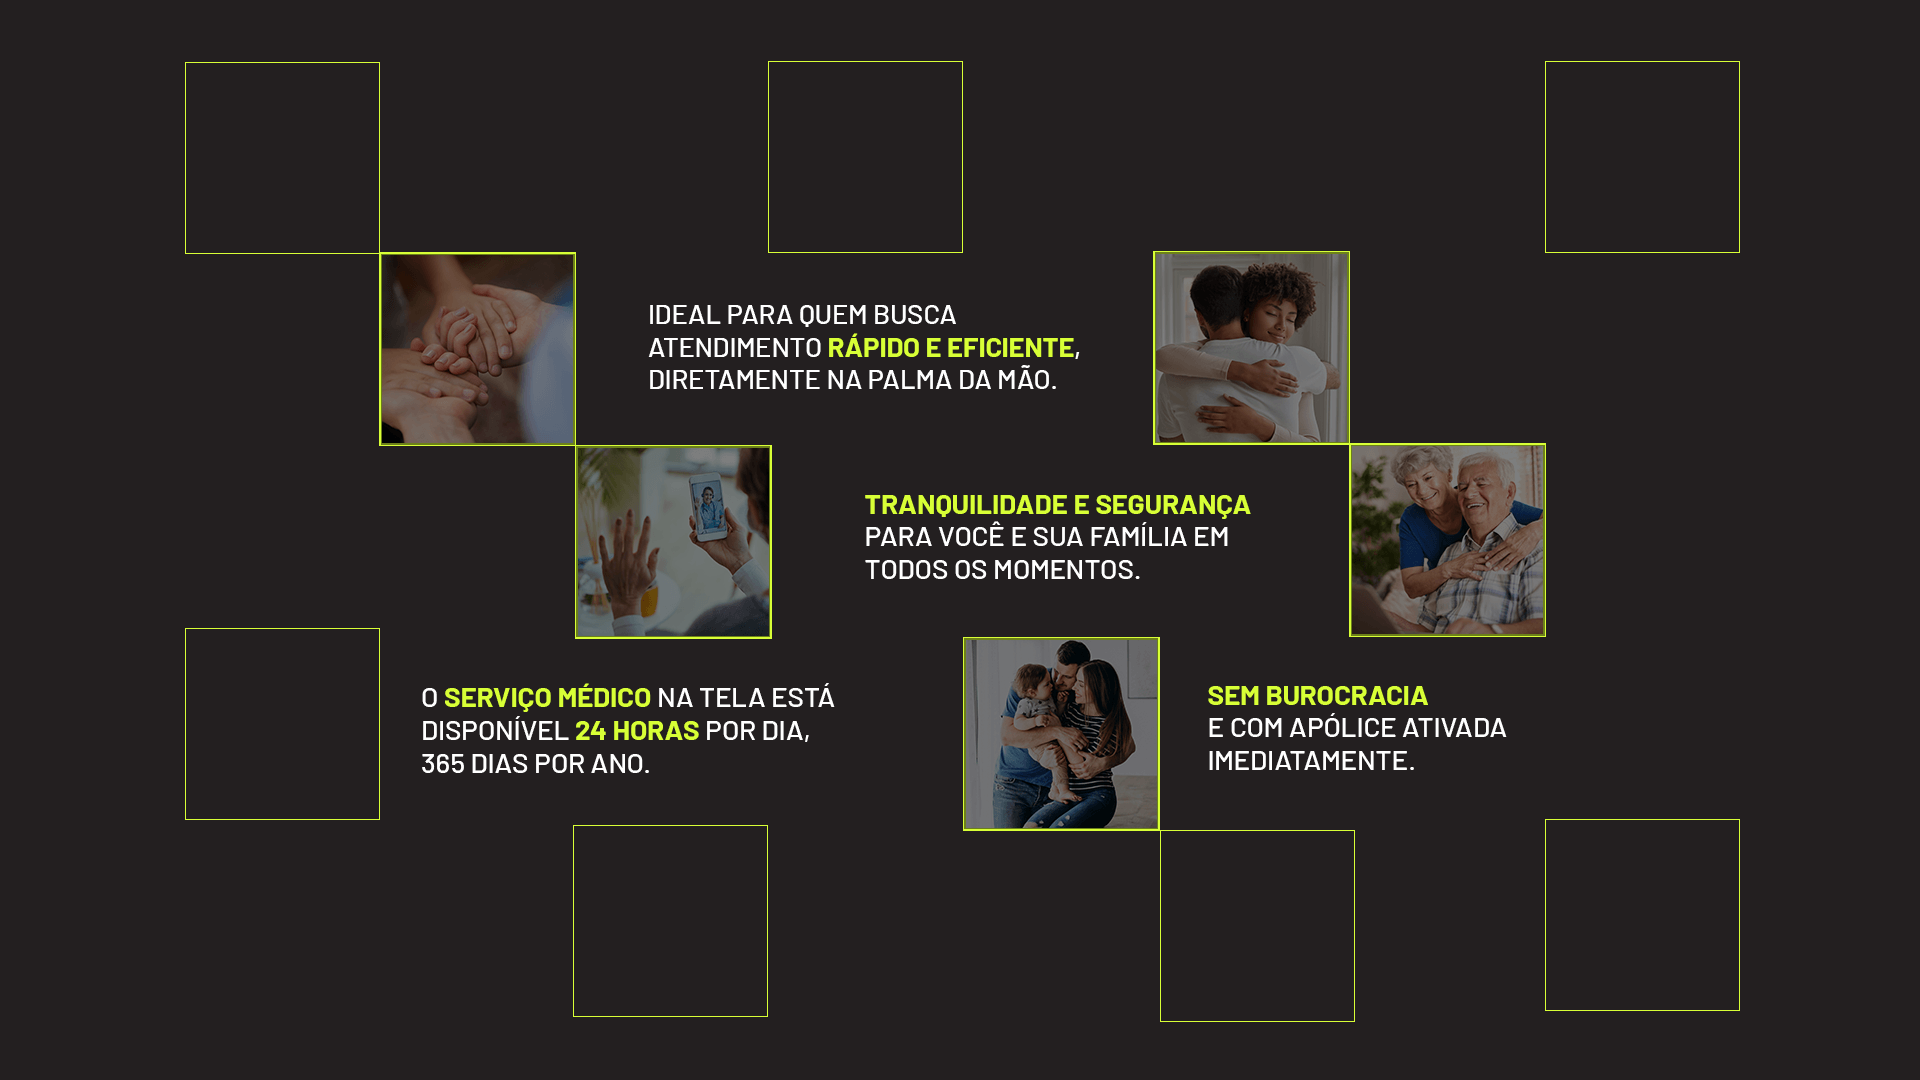 IDEAL PARA QUEM BUSCA
ATENDIMENTO RÁPIDO E EFICIENTE,
DIRETAMENTE NA PALMA DA MÃO.
TRANQUILIDADE E SEGURANÇA
PARA VOCÊ E SUA FAMÍLIA EM
TODOS OS MOMENTOS.
O SERVIÇO MÉDICO NA TELA ESTÁ
DISPONÍVEL 24 HORAS POR DIA,
365 DIAS POR ANO.
SEM BUROCRACIA
E COM APÓLICE ATIVADA
IMEDIATAMENTE.